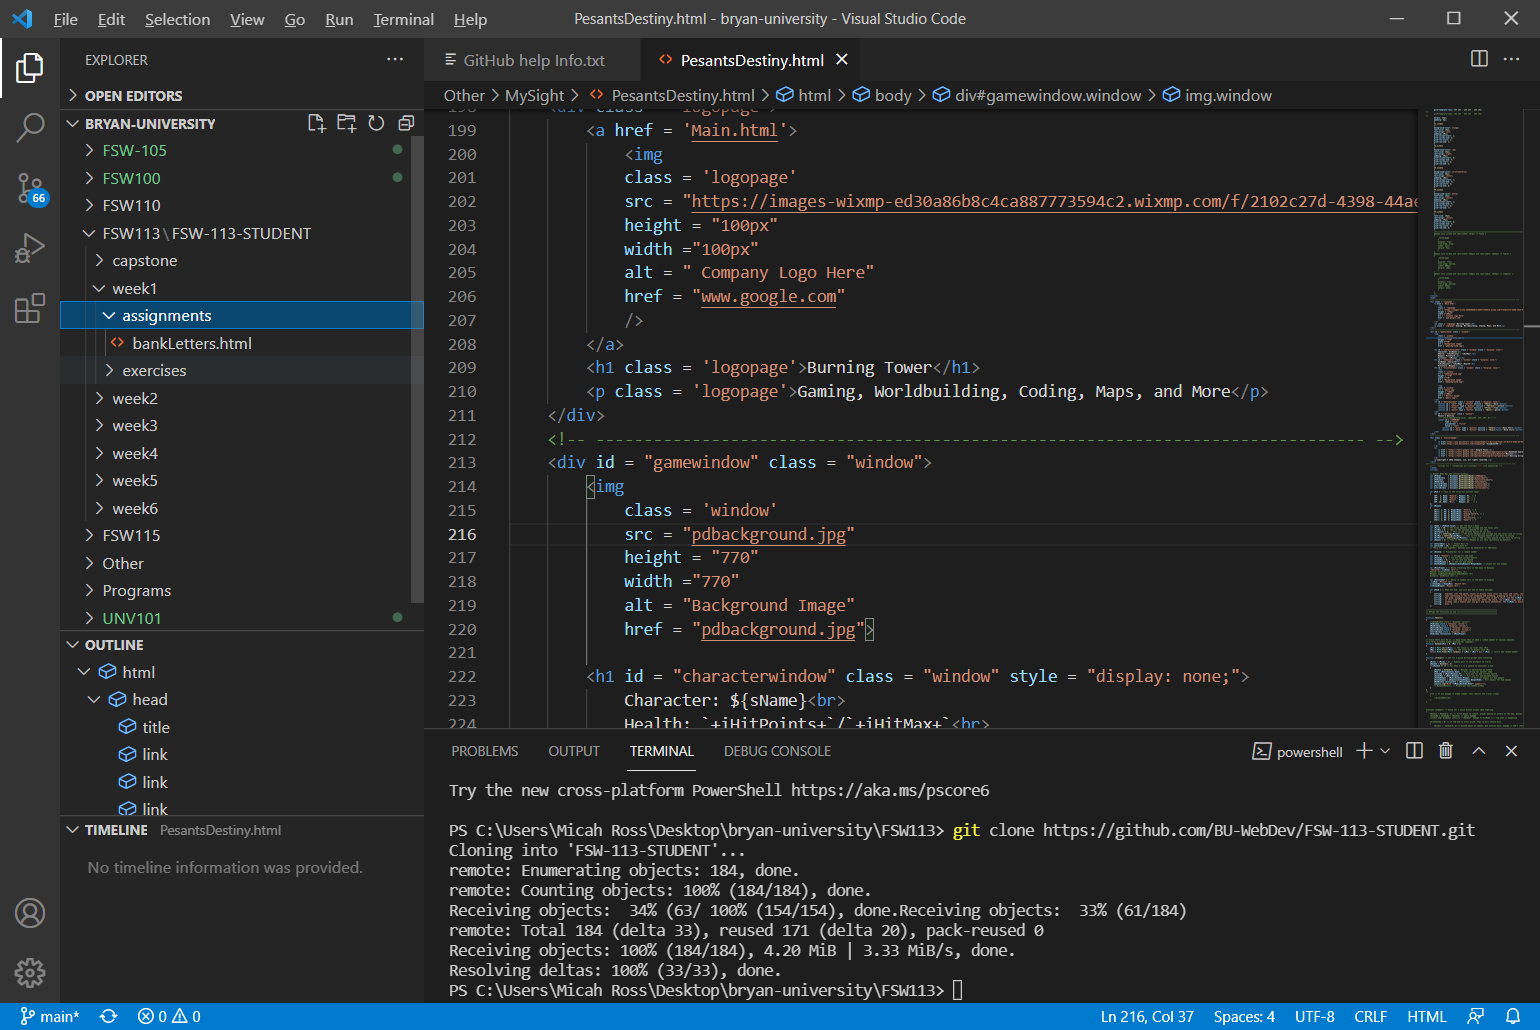 File Edit Selection View Go Run Terminal Help PesantsDestiny.html - bryan-university - Visual Studio Code
EXPLORER
OPEN EDITORS
BRYAN-UNIVERSITY
FSW-105
FSW100
FSW110
FSW113\FSW-113-STUDENT
capstone
week1
assignments
bankLetters.html
exercises
week2
week3
week4
week5
week6
FSW115
Other
Programs
UNV101
66
OUTLINE
html
head
title
link
link
link
TIMELINE PesantsDestiny.html
No timeline information was provided.
GitHub help Info.txt PesantsDestiny.html
Other > MySight > PesantsDestiny.html > html > body > div#gamewindow.window > img.window
199 <a href = 'Main.html'>
200 <img
201 class = 'logopage'
202 src = "https://images-wixmp-ed30a86b8c4ca887773594c2.wixmp.com/f/2102c27d-4398-44ae
203 height = "100px"
204 width ="100px"
205 alt = " Company Logo Here"
206 href = "www.google.com"
207 />
208 </a>
209 <h1 class = 'logopage'>Burning Tower</h1>
210 <p class = 'logopage'>Gaming, Worldbuilding, Coding, Maps, and More</p>
211 </div>
212 <!-- -------------------------------------------------------------------------------- -->
213 <div id = "gamewindow" class = "window">
214 <img
215 class = 'window'
216 src = "pdbackground.jpg"
217 height = "770"
218 width ="770"
219 alt = "Background Image"
220 href = "pdbackground.jpg">
221
222 <h1 id = "characterwindow" class = "window" style = "display: none;">
223 Character: ${sName}<br>
224 Health: `+iHitPoints+`/`+iHitMax+`<br>
PROBLEMS OUTPUT TERMINAL DEBUG CONSOLE powershell
Try the new cross-platform PowerShell https://aka.ms/pscore6
PS C:\Users\Micah Ross\Desktop\bryan-university\FSW113> git clone https://github.com/BU-WebDev/FSW-113-STUDENT.git
Cloning into 'FSW-113-STUDENT'...
remote: Enumerating objects: 184, done.
remote: Counting objects: 100% (184/184), done.
Receiving objects:  34% (63/ 100% (154/154), done.Receiving objects:  33% (61/184)
remote: Total 184 (delta 33), reused 171 (delta 20), pack-reused 0
Receiving objects: 100% (184/184), 4.20 MiB | 3.33 MiB/s, done.
Resolving deltas: 100% (33/33), done.
PS C:\Users\Micah Ross\Desktop\bryan-university\FSW113>
main* 0 0 Ln 216, Col 37 Spaces: 4 UTF-8 CRLF HTML